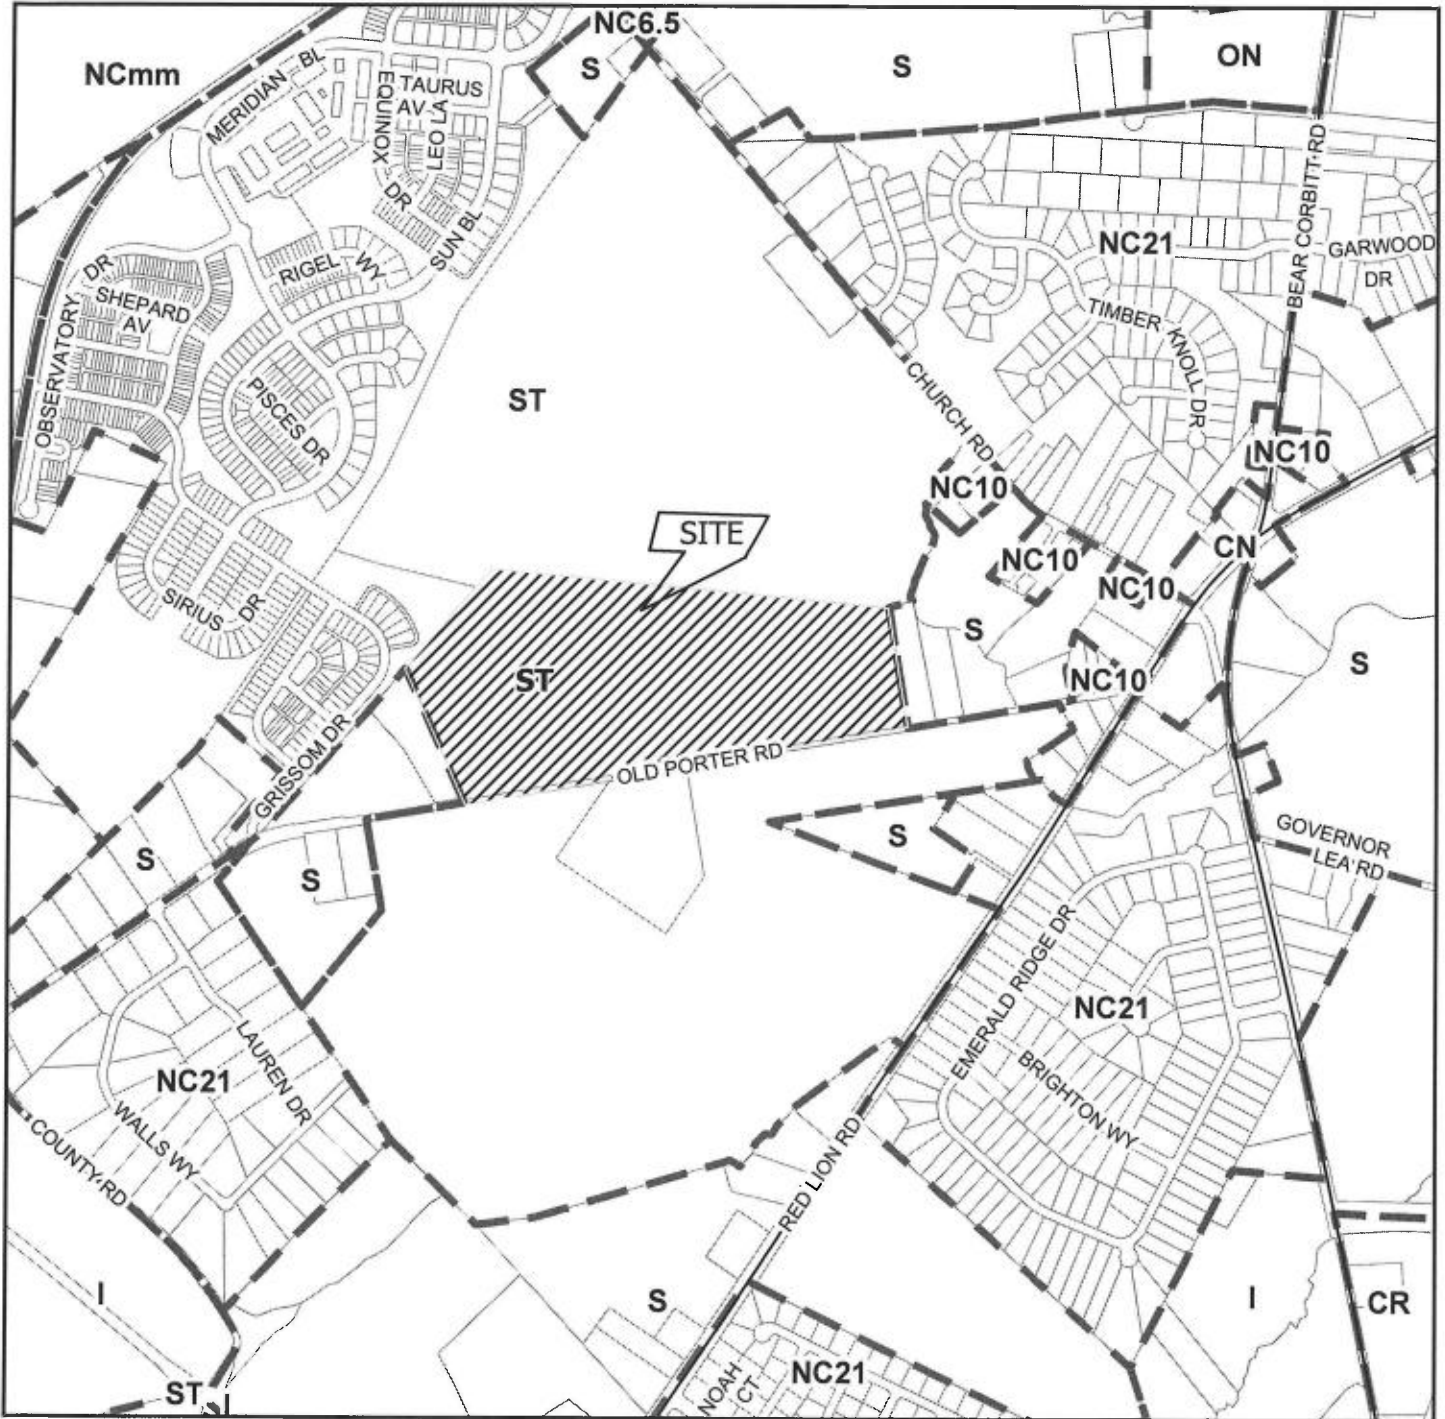 NC6.5
NCmm
S
S
ON
MERIDIAN BL
EQUINOX DR
TAURUS AV
LEO LA
SUN BL
BEAR CORBITT RD
NC21
GARWOOD DR
RIGEL WY
OBSERVATORY DR
SHEPARD AV
TIMBER KNOLL DR
PISCES DR
ST
CHURCH RD
NC10
NC10
SITE
CN
NC10
NC10
SIRIUS DR
S
S
ST
NC10
GRISSOM DR
OLD PORTER RD
S
S
S
GOVERNOR LEA RD
EMERALD RIDGE DR
NC21
LAUREN DR
NC21
BRIGHTON WY
WALLS WY
COUNTY RD
RED LION RD
I
S
I
CR
NC21
NOAH CT
ST
I